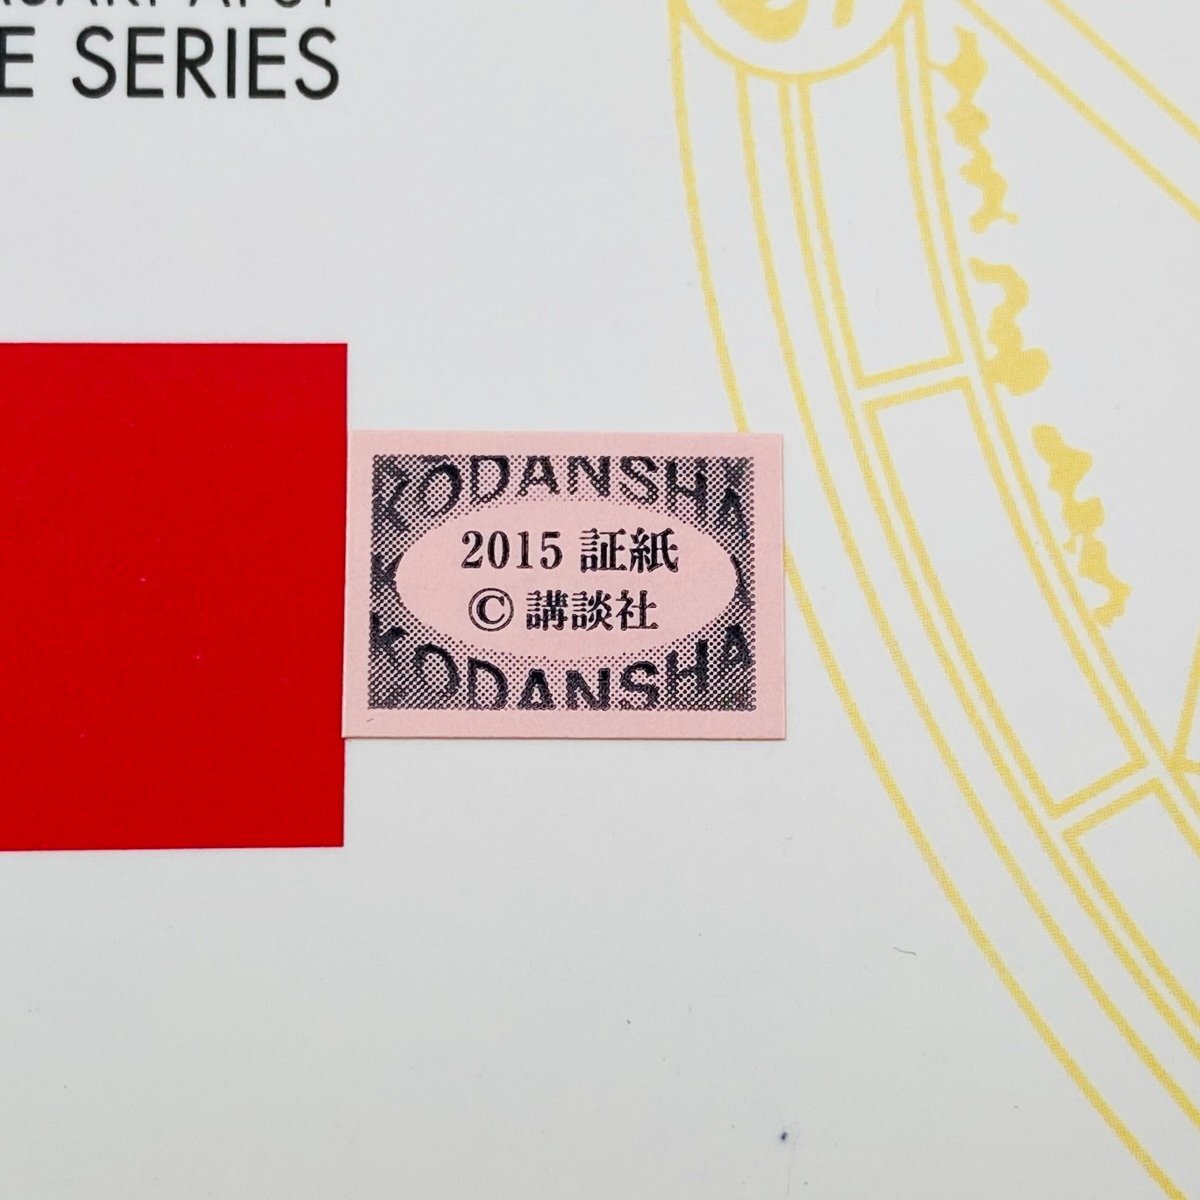 E SERIES
KODANSHA
2015 証紙
© 講談社
KODANSHA